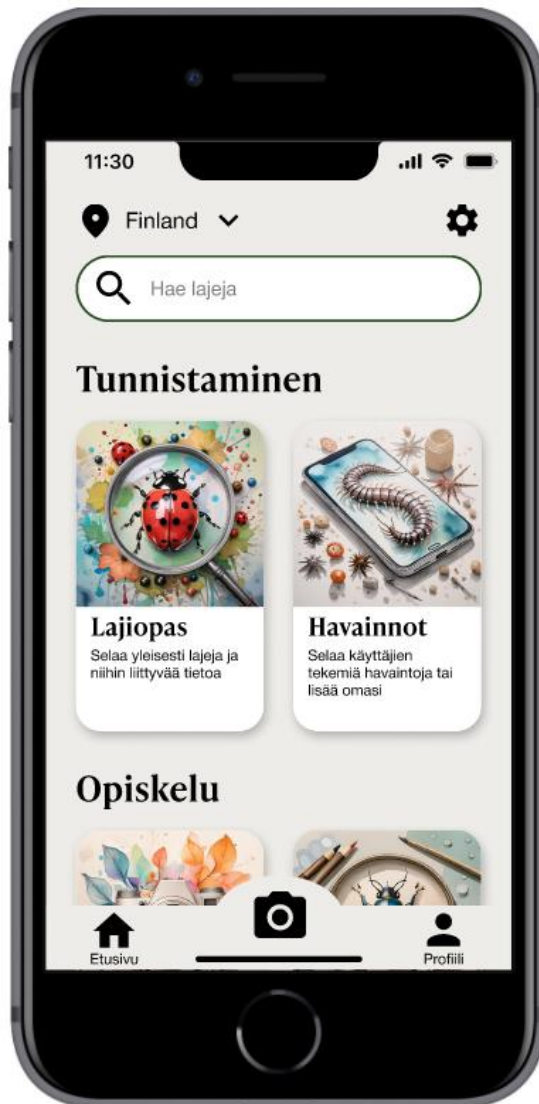 11:30
Finland
Hae lajeja
Tunnistaminen
Lajiopas
Selaa yleisesti lajeja ja
niihin liittyvää tietoa
Havainnot
Selaa käyttäjien
tekemiä havaintoja tai
lisää omasi
Opiskelu
Etusivu
Profiili